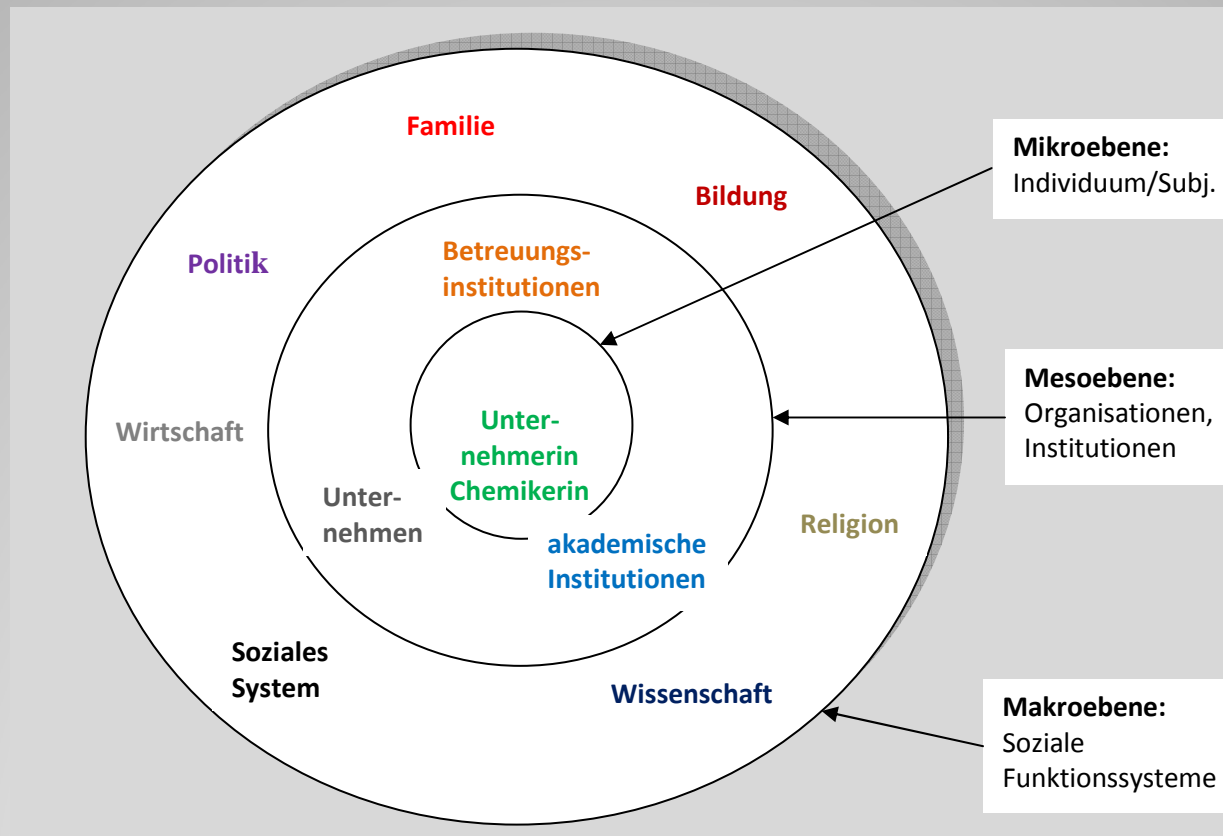 Familie
Bildung
Politik
Betreuungs-
institutionen
Wirtschaft
Unter-
nehmerin
Chemikerin
Unter-
nehmen
akademische
Institutionen
Religion
Soziales
System
Wissenschaft
Mikroebene:
Individuum/Subj.
Mesoebene:
Organisationen,
Institutionen
Makroebene:
Soziale
Funktionssysteme